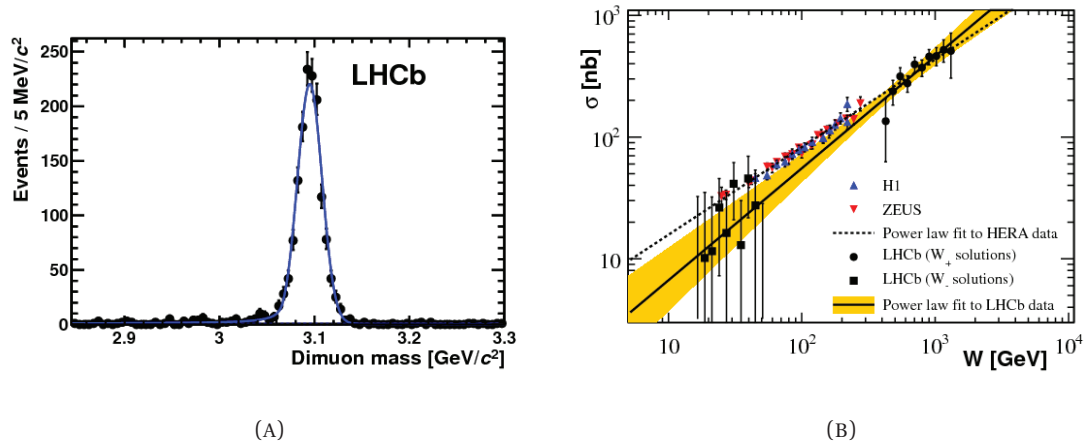 Events / 5 MeV/c²
250
200
150
100
50
0
LHCb
2.9
3
3.1
3.2
3.3
Dimuon mass [GeV/c²]
(A)
σ [nb]
10³
10²
10
H1
ZEUS
Power law fit to HERA data
LHCb (W₊ solutions)
LHCb (W₋ solutions)
Power law fit to LHCb data
10
10²
10³
10⁴
W [GeV]
(B)